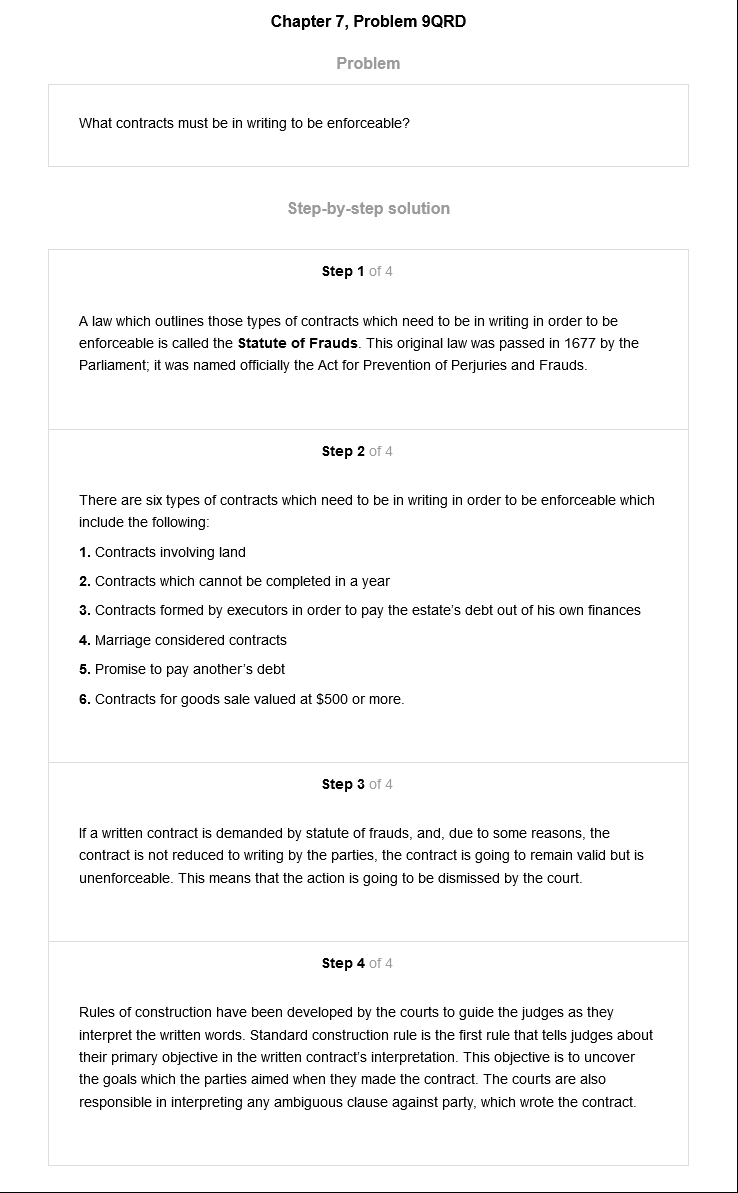 Chapter 7, Problem 9QRD
Problem
What contracts must be in writing to be enforceable?
Step-by-step solution
Step 1 of 4
A law which outlines those types of contracts which need to be in writing in order to be
enforceable is called the Statute of Frauds. This original law was passed in 1677 by the
Parliament; it was named officially the Act for Prevention of Perjuries and Frauds.
Step 2 of 4
There are six types of contracts which need to be in writing in order to be enforceable which
include the following:
1. Contracts involving land
2. Contracts which cannot be completed in a year
3. Contracts formed by executors in order to pay the estate's debt out of his own finances
4. Marriage considered contracts
5. Promise to pay another's debt
6. Contracts for goods sale valued at $500 or more.
Step 3 of 4
If a written contract is demanded by statute of frauds, and, due to some reasons, the
contract is not reduced to writing by the parties, the contract is going to remain valid but is
unenforceable. This means that the action is going to be dismissed by the court.
Step 4 of 4
Rules of construction have been developed by the courts to guide the judges as they
interpret the written words. Standard construction rule is the first rule that tells judges about
their primary objective in the written contract's interpretation. This objective is to uncover
the goals which the parties aimed when they made the contract. The courts are also
responsible in interpreting any ambiguous clause against party, which wrote the contract.